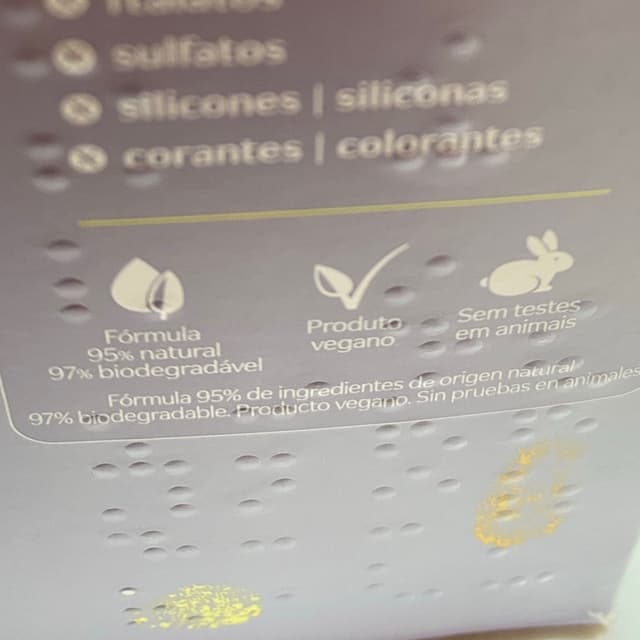 ftalatos
sulfatos
silicones | siliconas
corantes | colorantes
Fórmula
95% natural
97% biodegradável
Produto
vegano
Sem testes
em animais
Fórmula 95% de ingredientes de origen natural
97% biodegradable. Producto vegano. Sin pruebas en animales